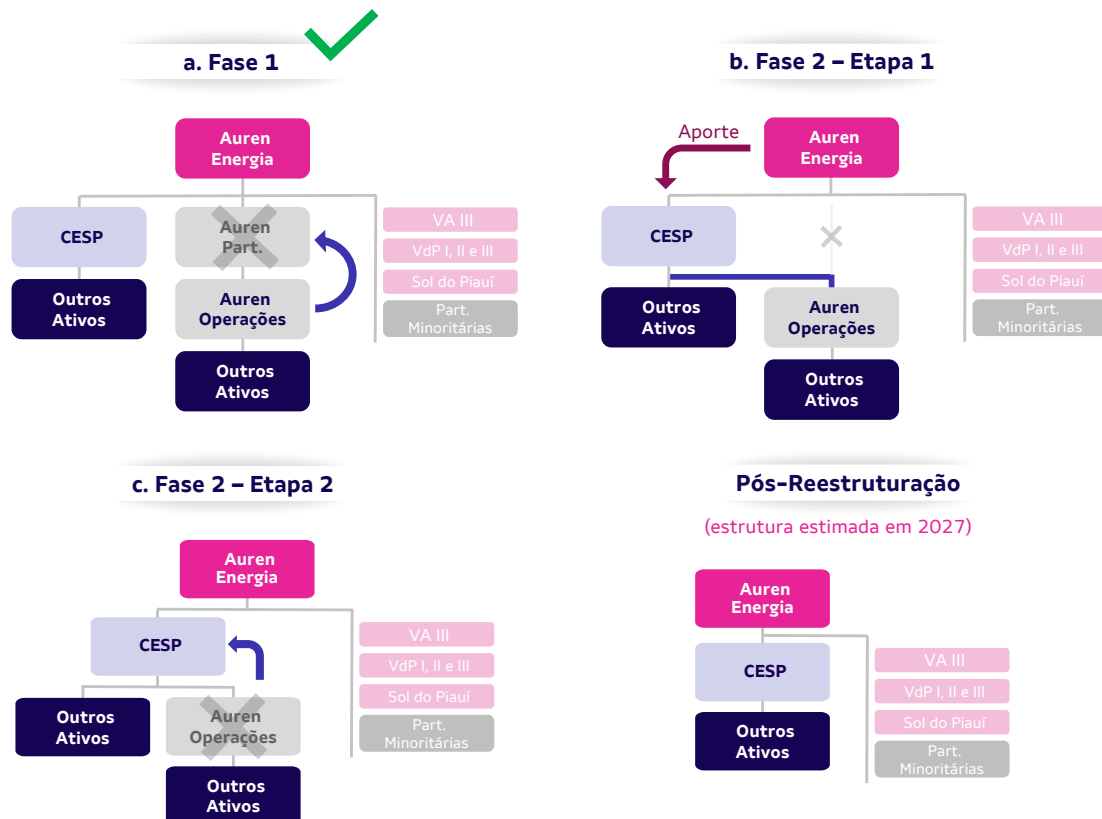 a. Fase 1
Auren
Energia
CESP
Auren
Part.
Outros
Ativos
Auren
Operações
Outros
Ativos
VA III
VdP I, II e III
Sol do Piauí
Part.
Minoritárias
b. Fase 2 – Etapa 1
Aporte
Auren
Energia
CESP
Outros
Ativos
Auren
Operações
Outros
Ativos
VA III
VdP I, II e III
Sol do Piauí
Part.
Minoritárias
c. Fase 2 – Etapa 2
Auren
Energia
CESP
Outros
Ativos
Auren
Operações
Outros
Ativos
VA III
VdP I, II e III
Sol do Piauí
Part.
Minoritárias
Pós-Reestruturação
(estrutura estimada em 2027)
Auren
Energia
CESP
Outros
Ativos
VA III
VdP I, II e III
Sol do Piauí
Part.
Minoritárias